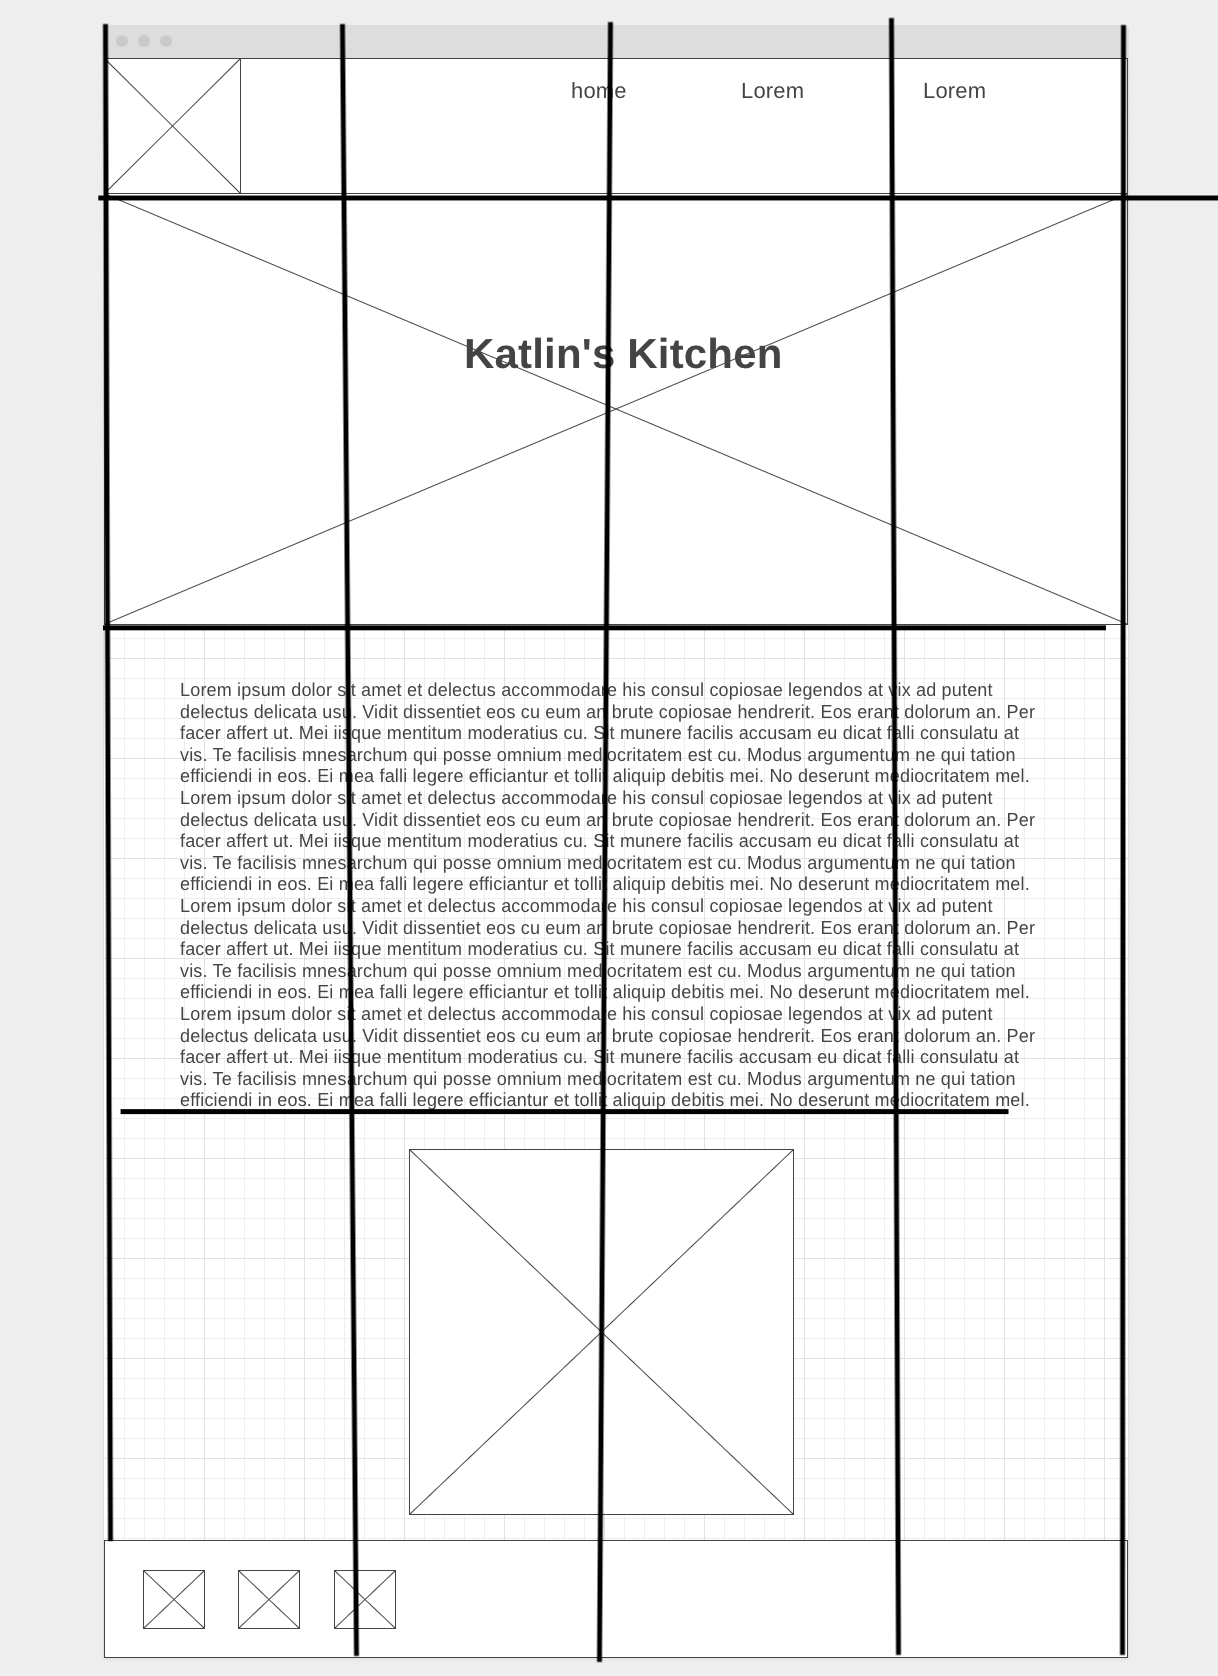 home Lorem Lorem
Katlin's Kitchen
Lorem ipsum dolor sit amet et delectus accommodare his consul copiosae legendos at vix ad putent
delectus delicata usu. Vidit dissentiet eos cu eum an brute copiosae hendrerit. Eos erant dolorum an. Per
facer affert ut. Mei iisque mentitum moderatius cu. Sit munere facilis accusam eu dicat falli consulatu at
vis. Te facilisis mnesarchum qui posse omnium mediocritatem est cu. Modus argumentum ne qui tation
efficiendi in eos. Ei mea falli legere efficiantur et tollit aliquip debitis mei. No deserunt mediocritatem mel.
Lorem ipsum dolor sit amet et delectus accommodare his consul copiosae legendos at vix ad putent
delectus delicata usu. Vidit dissentiet eos cu eum an brute copiosae hendrerit. Eos erant dolorum an. Per
facer affert ut. Mei iisque mentitum moderatius cu. Sit munere facilis accusam eu dicat falli consulatu at
vis. Te facilisis mnesarchum qui posse omnium mediocritatem est cu. Modus argumentum ne qui tation
efficiendi in eos. Ei mea falli legere efficiantur et tollit aliquip debitis mei. No deserunt mediocritatem mel.
Lorem ipsum dolor sit amet et delectus accommodare his consul copiosae legendos at vix ad putent
delectus delicata usu. Vidit dissentiet eos cu eum an brute copiosae hendrerit. Eos erant dolorum an. Per
facer affert ut. Mei iisque mentitum moderatius cu. Sit munere facilis accusam eu dicat falli consulatu at
vis. Te facilisis mnesarchum qui posse omnium mediocritatem est cu. Modus argumentum ne qui tation
efficiendi in eos. Ei mea falli legere efficiantur et tollit aliquip debitis mei. No deserunt mediocritatem mel.
Lorem ipsum dolor sit amet et delectus accommodare his consul copiosae legendos at vix ad putent
delectus delicata usu. Vidit dissentiet eos cu eum an brute copiosae hendrerit. Eos erant dolorum an. Per
facer affert ut. Mei iisque mentitum moderatius cu. Sit munere facilis accusam eu dicat falli consulatu at
vis. Te facilisis mnesarchum qui posse omnium mediocritatem est cu. Modus argumentum ne qui tation
efficiendi in eos. Ei mea falli legere efficiantur et tollit aliquip debitis mei. No deserunt mediocritatem mel.